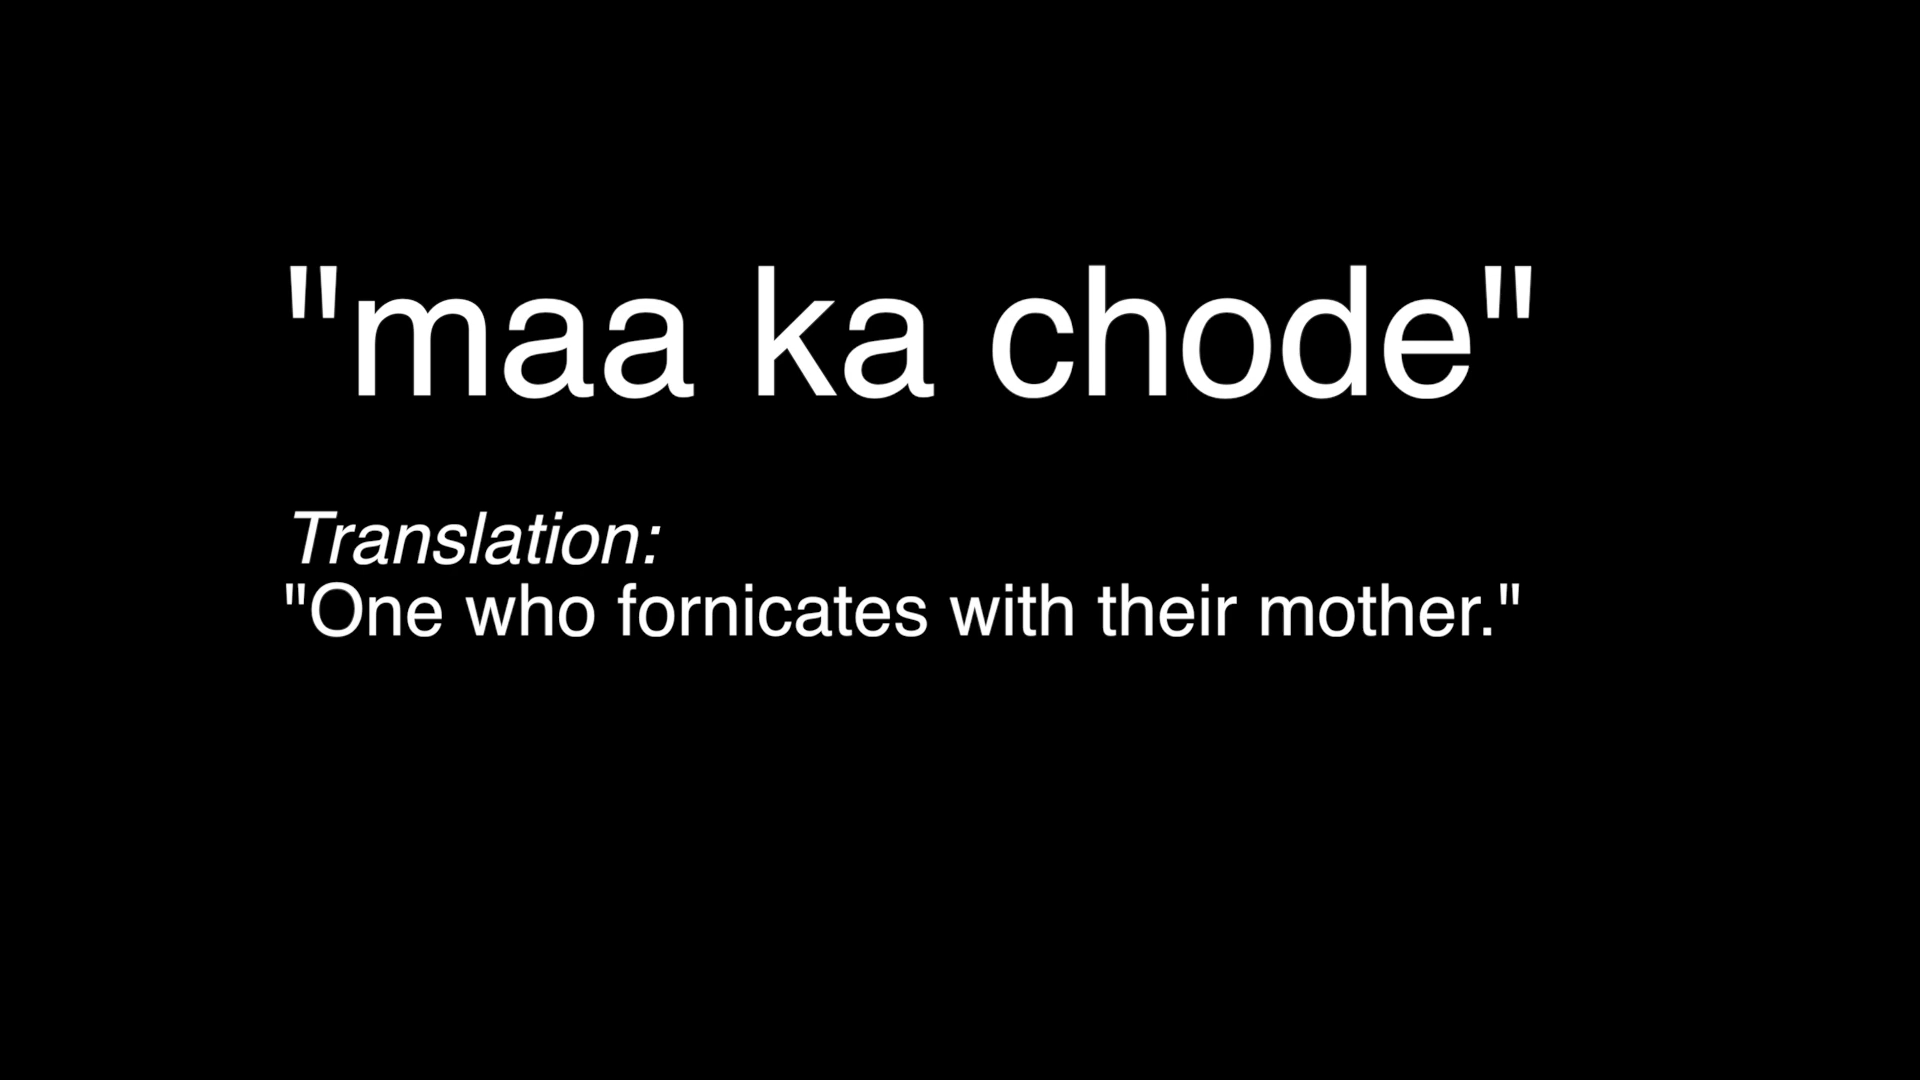 "maa ka chode"
Translation:
"One who fornicates with their mother."